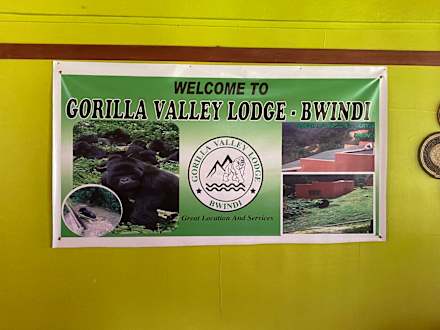 WELCOME TO
GORILLA VALLEY LODGE - BWINDI
GORILLA VALLEY LODGE
BWINDI
Great Location And Services